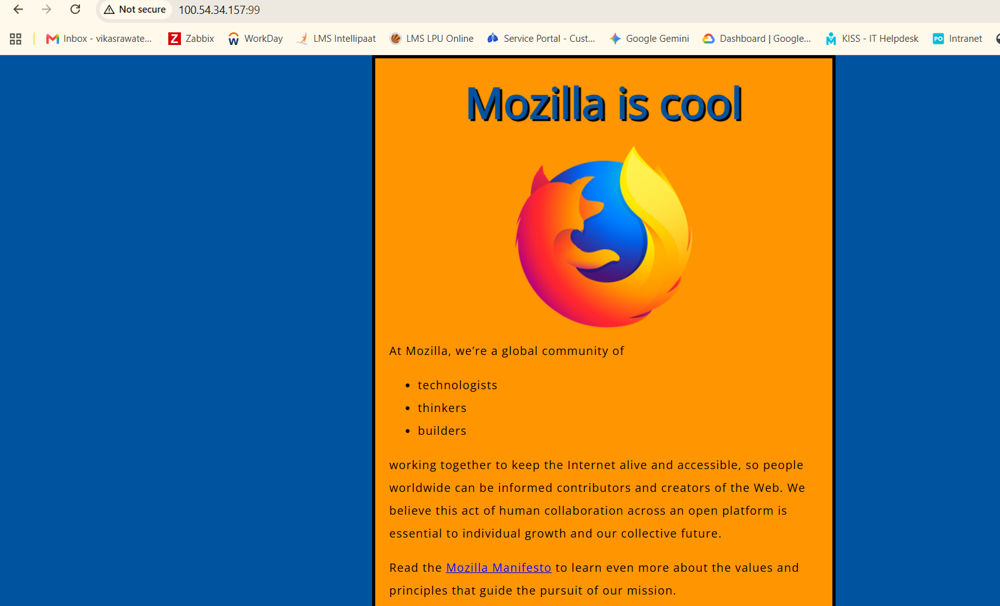 Not secure 100.54.34.157:99
Inbox - vikasrawate... Zabbix WorkDay LMS Intellipaat LMS LPU Online Service Portal - Cust... Google Gemini Dashboard | Google... KISS - IT Helpdesk PO Intranet
Mozilla is cool
At Mozilla, we’re a global community of
• technologists
• thinkers
• builders
working together to keep the Internet alive and accessible, so people
worldwide can be informed contributors and creators of the Web. We
believe this act of human collaboration across an open platform is
essential to individual growth and our collective future.
Read the Mozilla Manifesto to learn even more about the values and
principles that guide the pursuit of our mission.